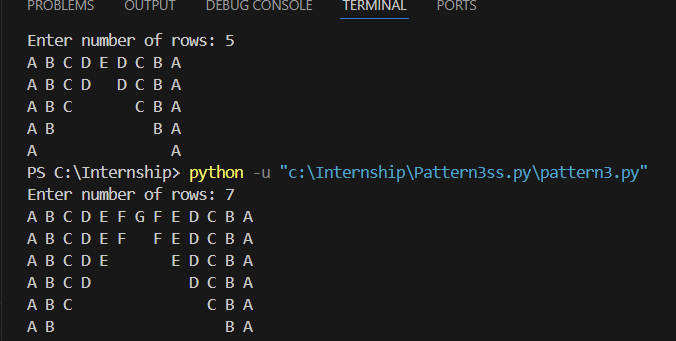 PROBLEMS OUTPUT DEBUG CONSOLE TERMINAL PORTS
Enter number of rows: 5
A B C D E D C B A
A B C D   D C B A
A B C       C B A
A B           B A
A               A
PS C:\Internship> python -u "c:\Internship\Pattern3ss.py\pattern3.py"
Enter number of rows: 7
A B C D E F G F E D C B A
A B C D E F   F E D C B A
A B C D E       E D C B A
A B C D           D C B A
A B C               C B A
A B                   B A